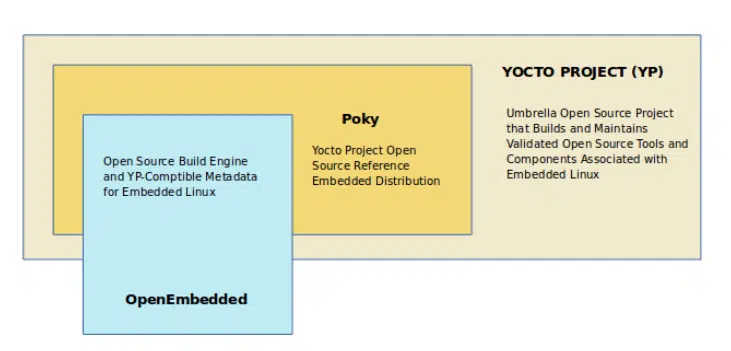 YOCTO PROJECT (YP)
Umbrella Open Source Project
that Builds and Maintains
Validated Open Source Tools and
Components Associated with
Embedded Linux
Poky
Yocto Project Open
Source Reference
Embedded Distribution
Open Source Build Engine
and YP-Comptible Metadata
for Embedded Linux
OpenEmbedded